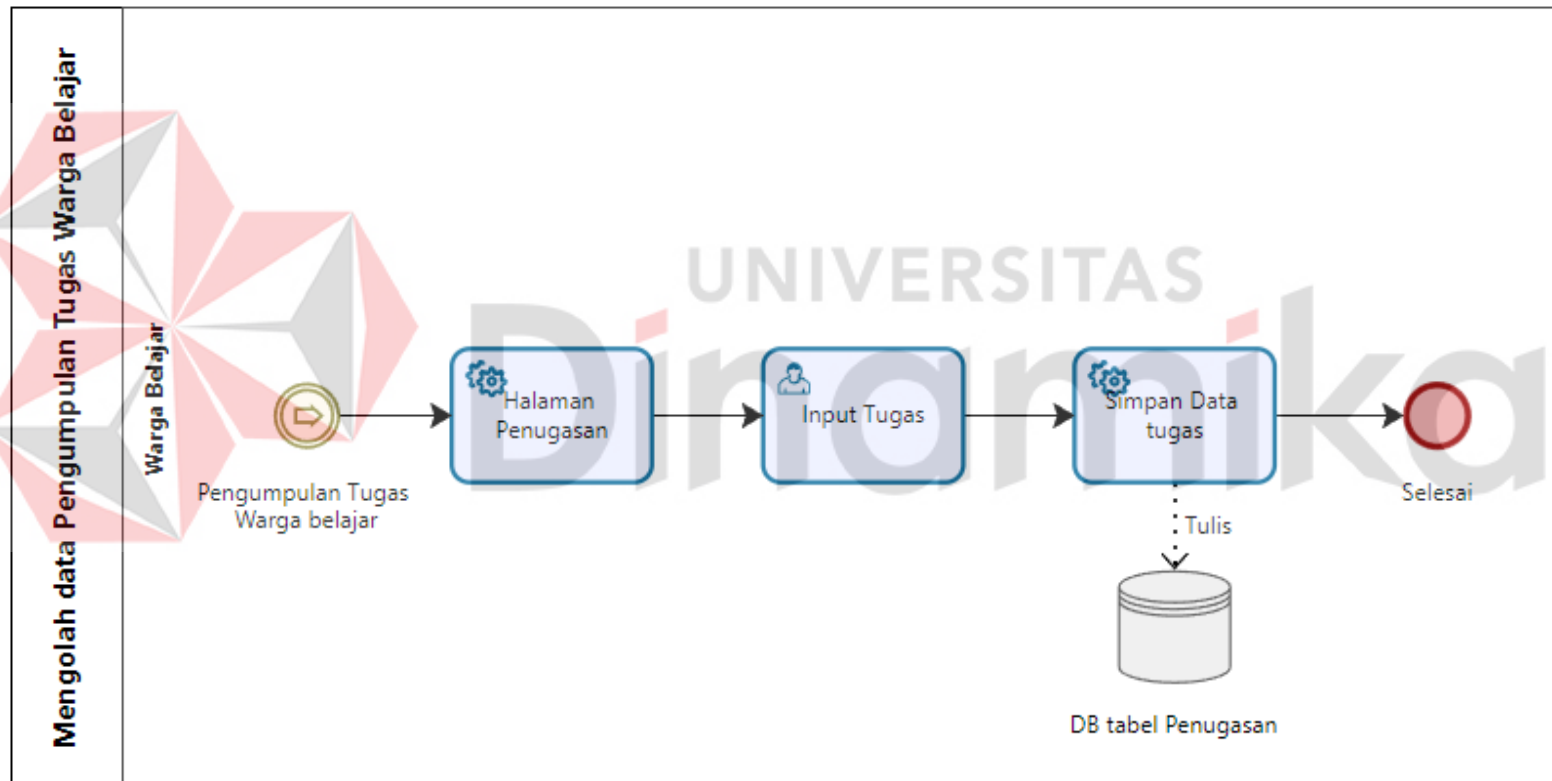 Mengolah data Pengumpulan Tugas Warga Belajar
Warga Belajar
UNIVERSITAS
Dinamika
Pengumpulan Tugas
Warga belajar
Halaman
Penugasan
Input Tugas
Simpan Data
tugas
Selesai
Tulis
DB tabel Penugasan